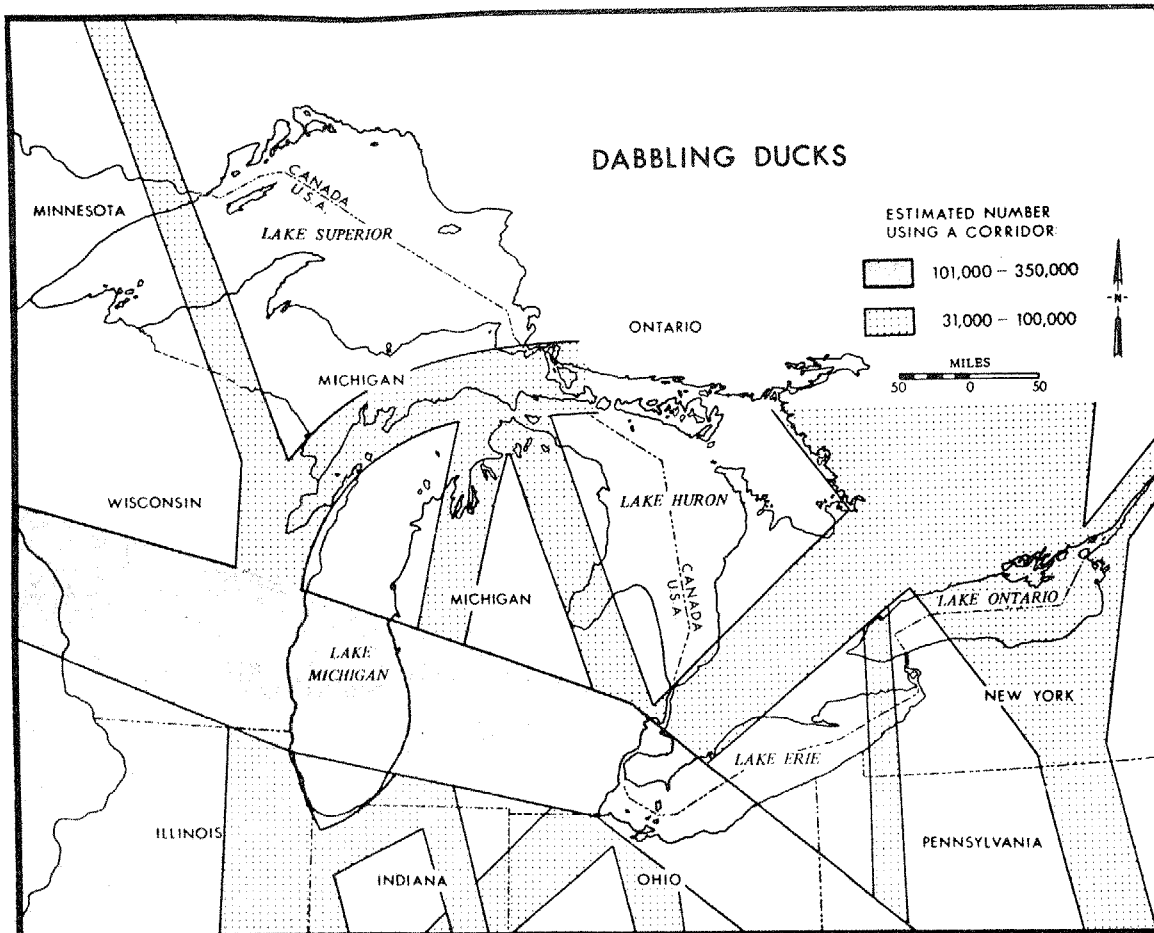 DABBLING DUCKS
ESTIMATED NUMBER
USING A CORRIDOR:
101,000 – 350,000
31,000 – 100,000
-N-
MILES
50 0 50
CANADA
U.S.A.
MINNESOTA
LAKE SUPERIOR
ONTARIO
MICHIGAN
WISCONSIN
LAKE HURON
CANADA
USA
MICHIGAN
LAKE ONTARIO
LAKE
MICHIGAN
NEW YORK
LAKE ERIE
ILLINOIS
PENNSYLVANIA
INDIANA
OHIO